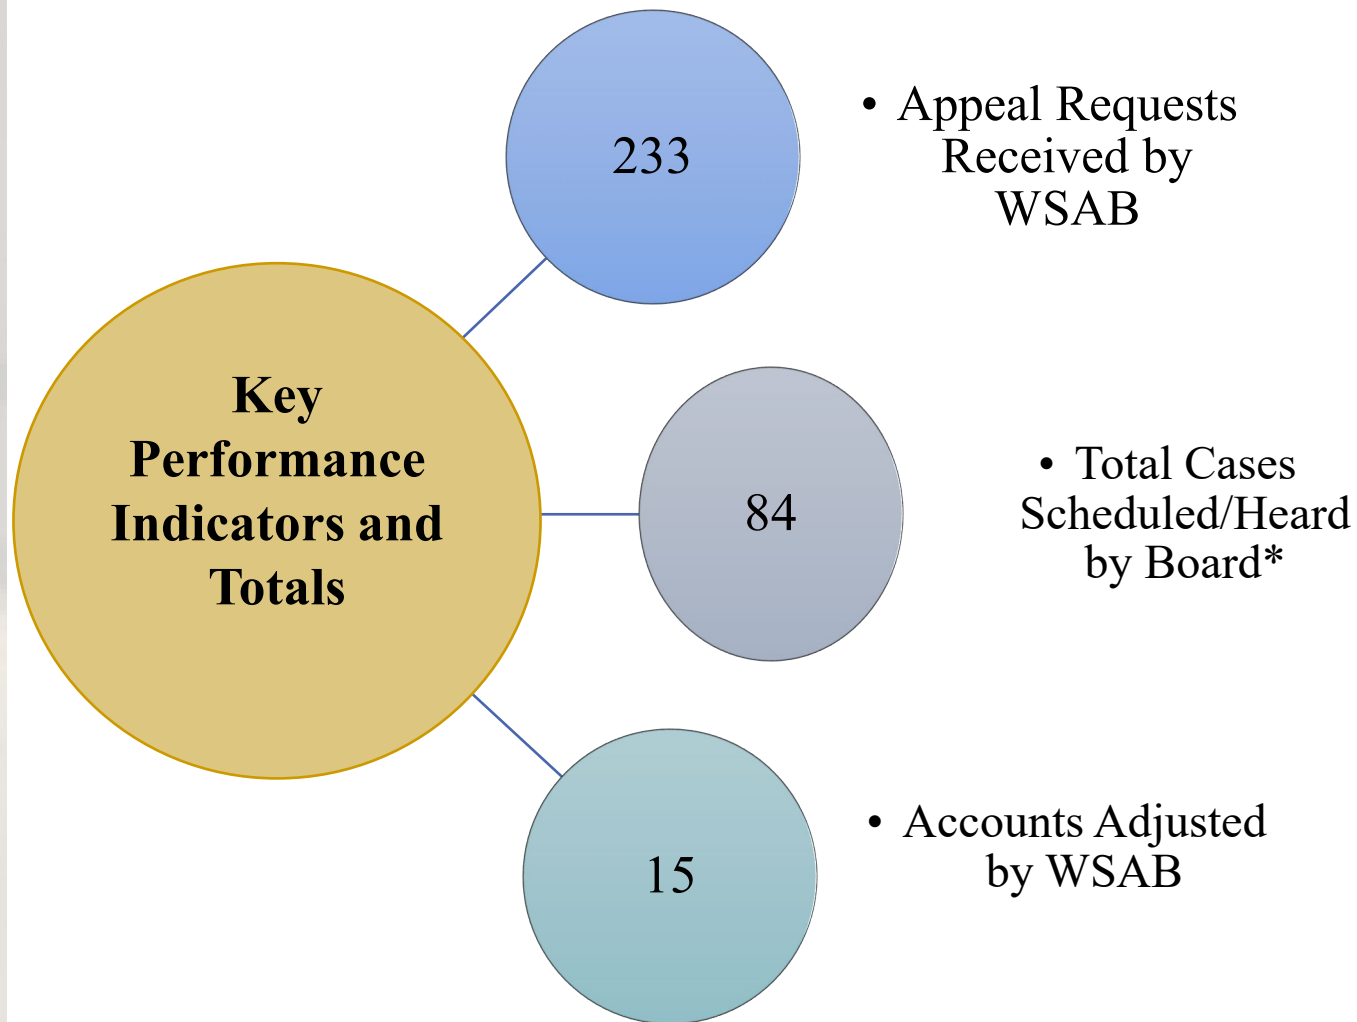 Key
Performance
Indicators and
Totals
233
• Appeal Requests
Received by
WSAB
84
• Total Cases
Scheduled/Heard
by Board*
15
• Accounts Adjusted
by WSAB